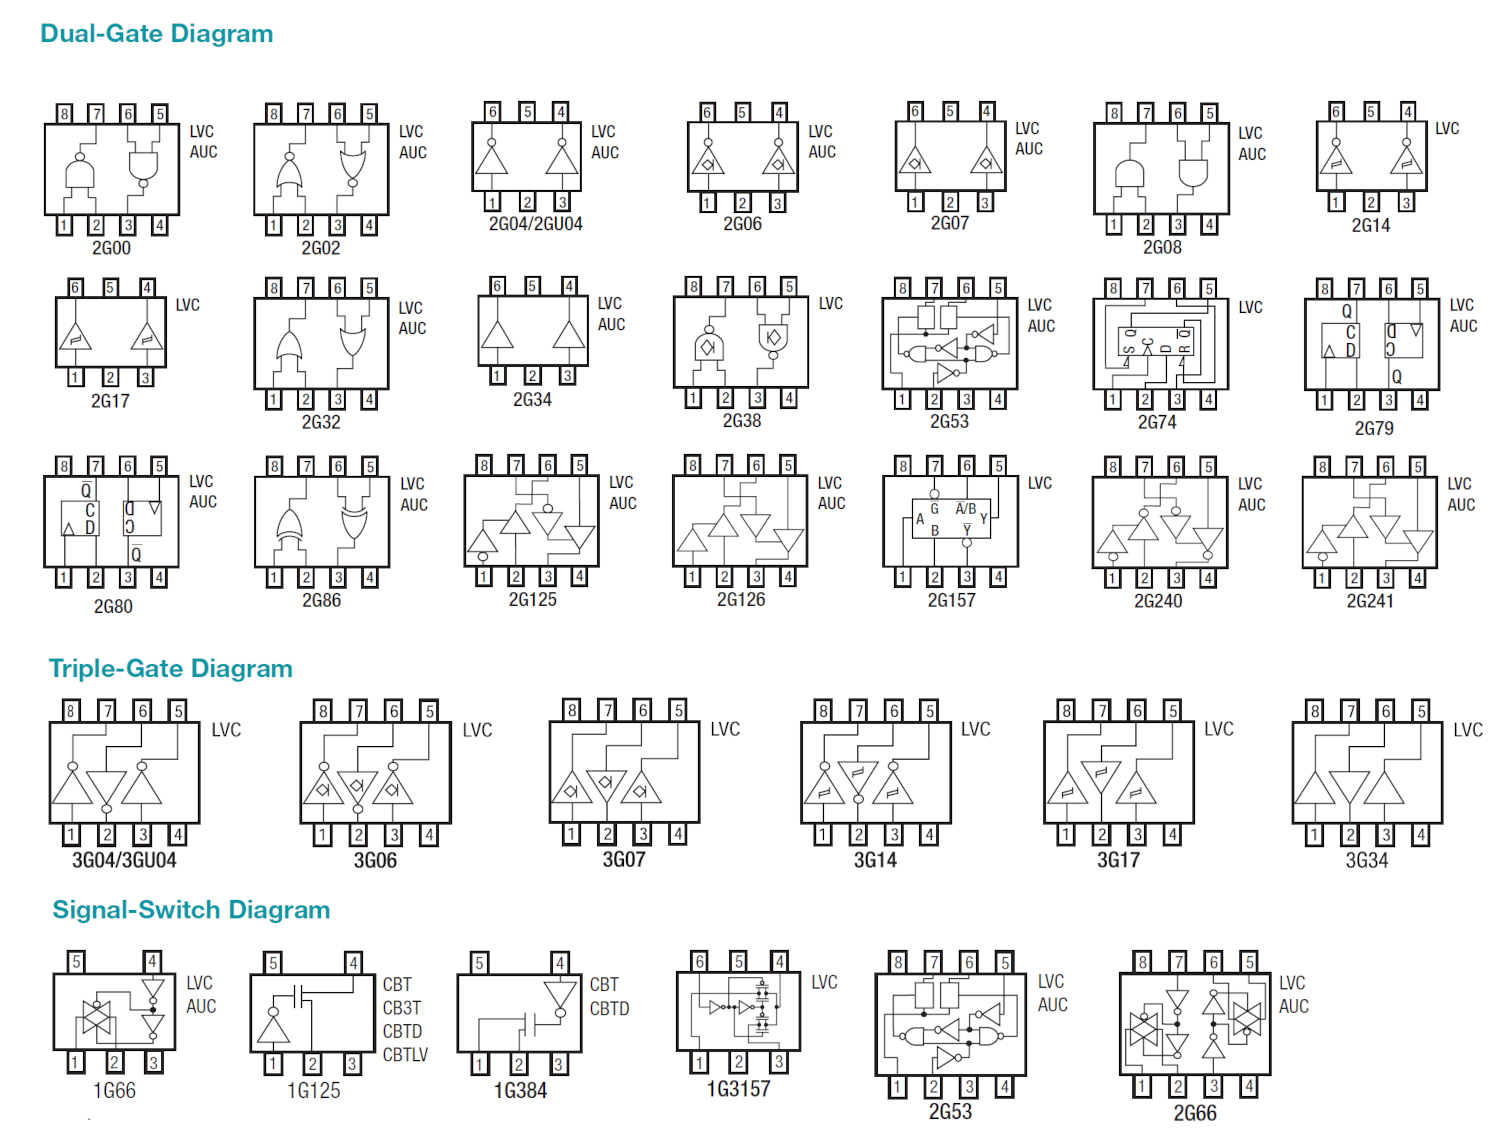 Dual-Gate Diagram
8 7 6 5
LVC
AUC
1 2 3 4
2G00
8 7 6 5
LVC
AUC
1 2 3 4
2G02
6 5 4
LVC
AUC
1 2 3
2G04/2GU04
6 5 4
LVC
AUC
1 2 3
2G06
6 5 4
LVC
AUC
1 2 3
2G07
8 7 6 5
LVC
AUC
1 2 3 4
2G08
6 5 4
LVC
1 2 3
2G14
6 5 4
LVC
1 2 3
2G17
8 7 6 5
LVC
AUC
1 2 3 4
2G32
6 5 4
LVC
AUC
1 2 3
2G34
8 7 6 5
LVC
1 2 3 4
2G38
8 7 6 5
LVC
AUC
1 2 3 4
2G53
8 7 6 5
LVC
Q Q̅
S C D R
1 2 3 4
2G74
8 7 6 5
LVC
AUC
Q
C D
D C
Q
1 2 3 4
2G79
8 7 6 5
LVC
AUC
Q̅
C D
D C
Q̅
1 2 3 4
2G80
8 7 6 5
LVC
AUC
1 2 3 4
2G86
8 7 6 5
LVC
AUC
1 2 3 4
2G125
8 7 6 5
LVC
AUC
1 2 3 4
2G126
8 7 6 5
LVC
G̅ A̅/B
A Y
B Y̅
1 2 3 4
2G157
8 7 6 5
LVC
AUC
1 2 3 4
2G240
8 7 6 5
LVC
AUC
1 2 3 4
2G241
Triple-Gate Diagram
8 7 6 5
LVC
1 2 3 4
3G04/3GU04
8 7 6 5
LVC
1 2 3 4
3G06
8 7 6 5
LVC
1 2 3 4
3G07
8 7 6 5
LVC
1 2 3 4
3G14
8 7 6 5
LVC
1 2 3 4
3G17
8 7 6 5
LVC
1 2 3 4
3G34
Signal-Switch Diagram
5 4
LVC
AUC
1 2 3
1G66
5 4
CBT
CB3T
CBTD
CBTLV
1 2 3
1G125
5 4
CBT
CBTD
1 2 3
1G384
6 5 4
LVC
1 2 3
1G3157
8 7 6 5
LVC
AUC
1 2 3 4
2G53
8 7 6 5
LVC
AUC
1 2 3 4
2G66